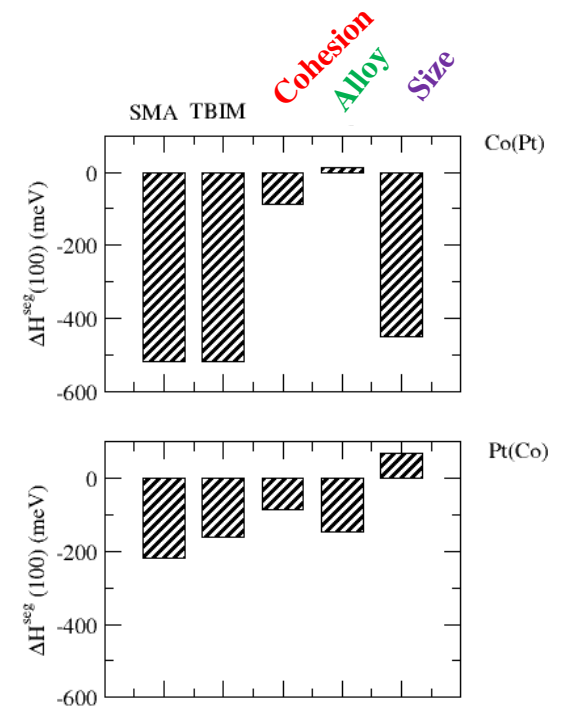 Cohesion
Alloy
Size
SMA TBIM
Co(Pt)
0
-200
-400
-600
ΔH^seg(100) (meV)
Pt(Co)
0
-200
-400
-600
ΔH^seg (100) (meV)